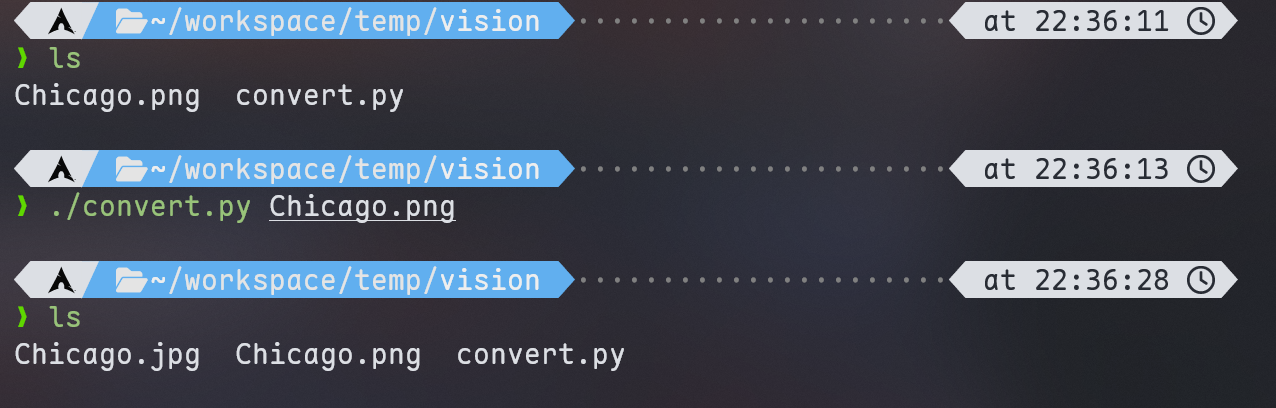 ~/workspace/temp/vision at 22:36:11
❯ ls
Chicago.png convert.py
~/workspace/temp/vision at 22:36:13
❯ ./convert.py Chicago.png
~/workspace/temp/vision at 22:36:28
❯ ls
Chicago.jpg Chicago.png convert.py